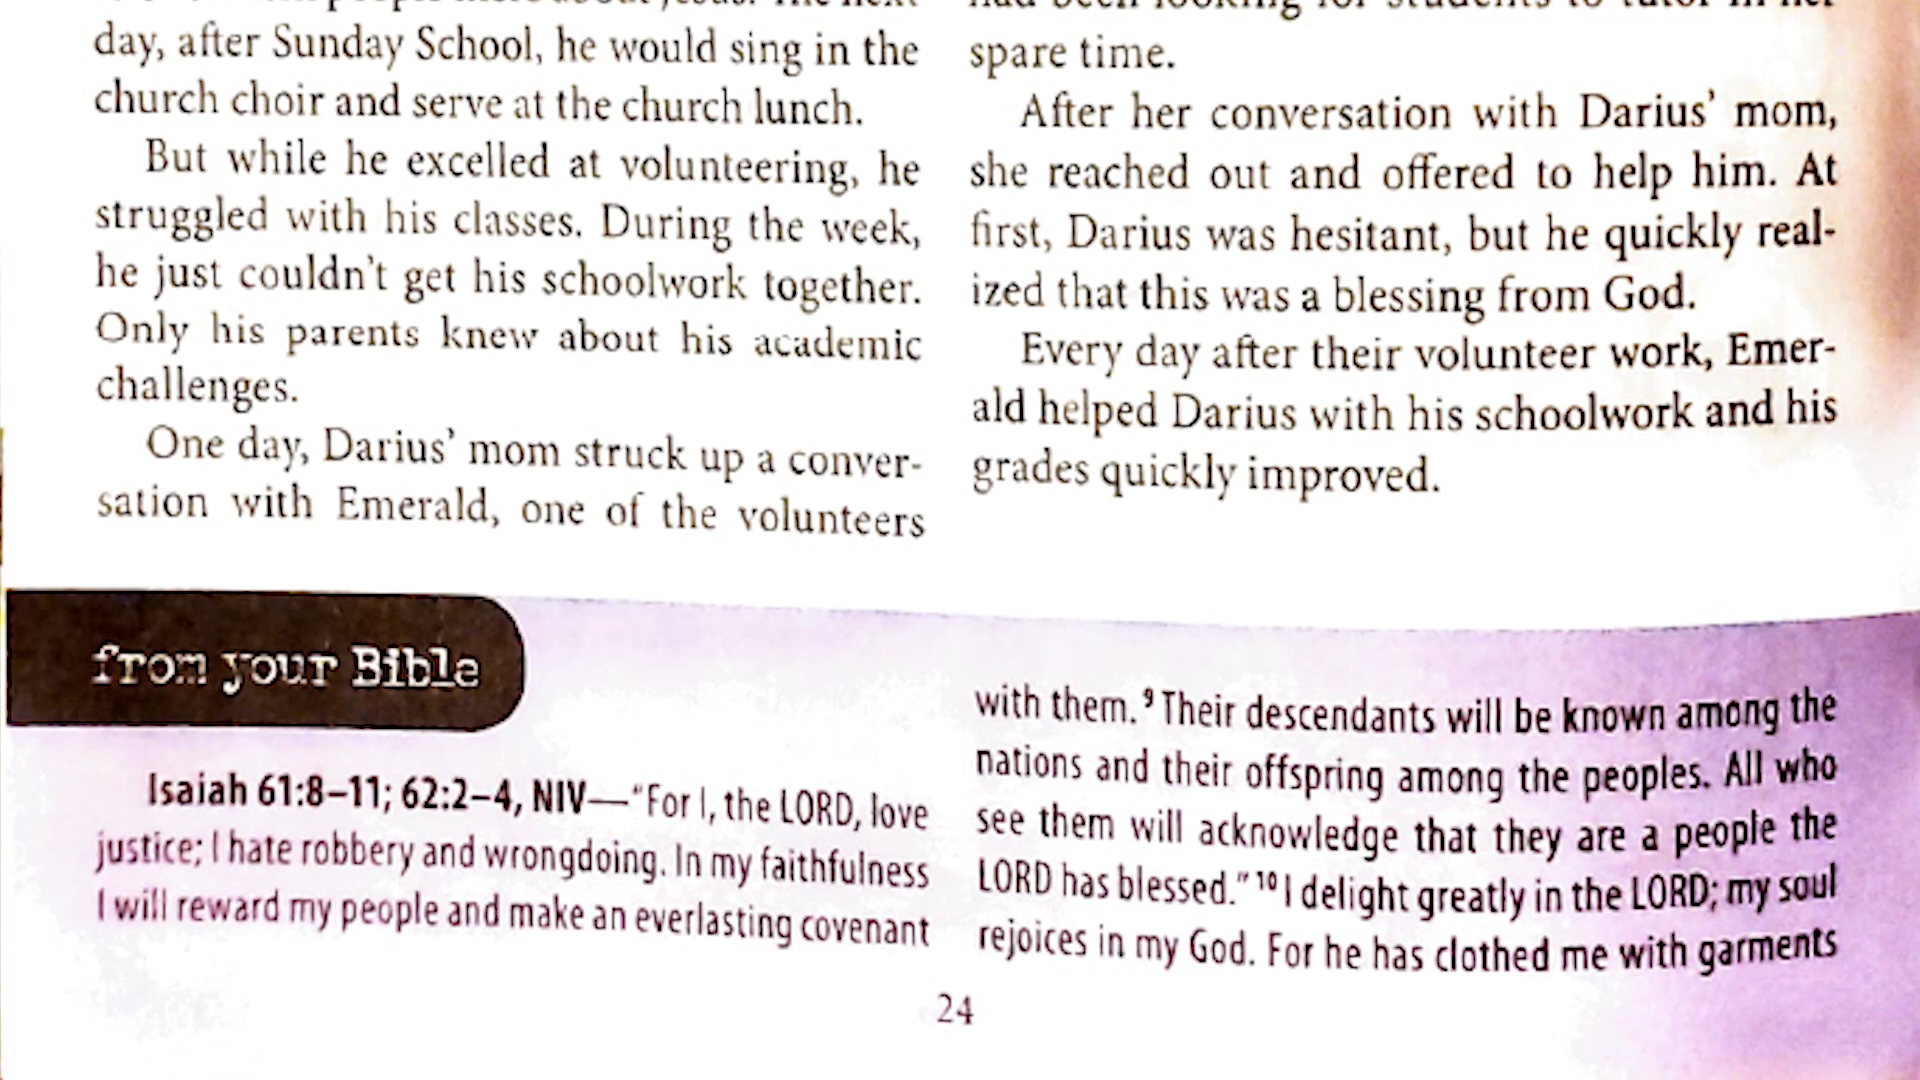 day, after Sunday School, he would sing in the
church choir and serve at the church lunch.
But while he excelled at volunteering, he
struggled with his classes. During the week,
he just couldn't get his schoolwork together.
Only his parents knew about his academic
challenges.
One day, Darius' mom struck up a conver-
sation with Emerald, one of the volunteers
had been looking for students to tutor in her
spare time.
After her conversation with Darius' mom,
she reached out and offered to help him. At
first, Darius was hesitant, but he quickly real-
ized that this was a blessing from God.
Every day after their volunteer work, Emer-
ald helped Darius with his schoolwork and his
grades quickly improved.
from your Bible
Isaiah 61:8–11; 62:2–4, NIV—"For I, the LORD, love
justice; I hate robbery and wrongdoing. In my faithfulness
I will reward my people and make an everlasting covenant
with them. ⁹ Their descendants will be known among the
nations and their offspring among the peoples. All who
see them will acknowledge that they are a people the
LORD has blessed." ¹⁰ I delight greatly in the LORD; my soul
rejoices in my God. For he has clothed me with garments
24